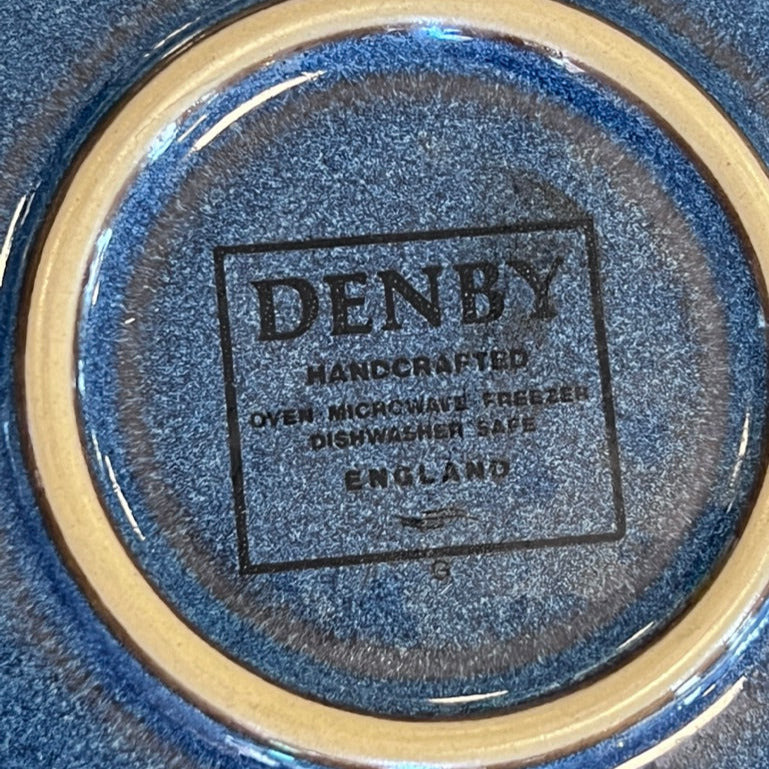 DENBY
HANDCRAFTED
OVEN MICROWAVE FREEZER
DISHWASHER SAFE
ENGLAND
G